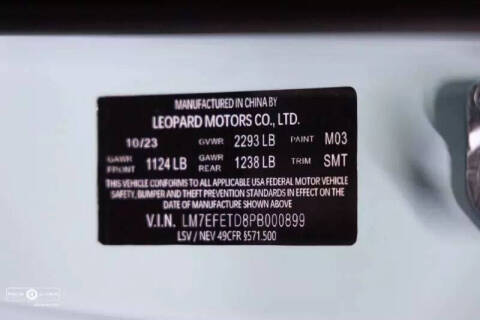 MANUFACTURED IN CHINA BY
LEOPARD MOTORS CO., LTD.
10/23 GVWR 2293 LB PAINT M03
GAWR FRONT 1124 LB GAWR REAR 1238 LB TRIM SMT
THIS VEHICLE CONFORMS TO ALL APPLICABLE USA FEDERAL MOTOR VEHICLE
SAFETY, BUMPER AND THEFT PREVENTION STANDARDS IN EFFECT ON THE
DATE OF MANUFACTURE SHOWN ABOVE
V.I.N. LM7EFETD8PB000899
LSV / NEV 49CFR §571.500